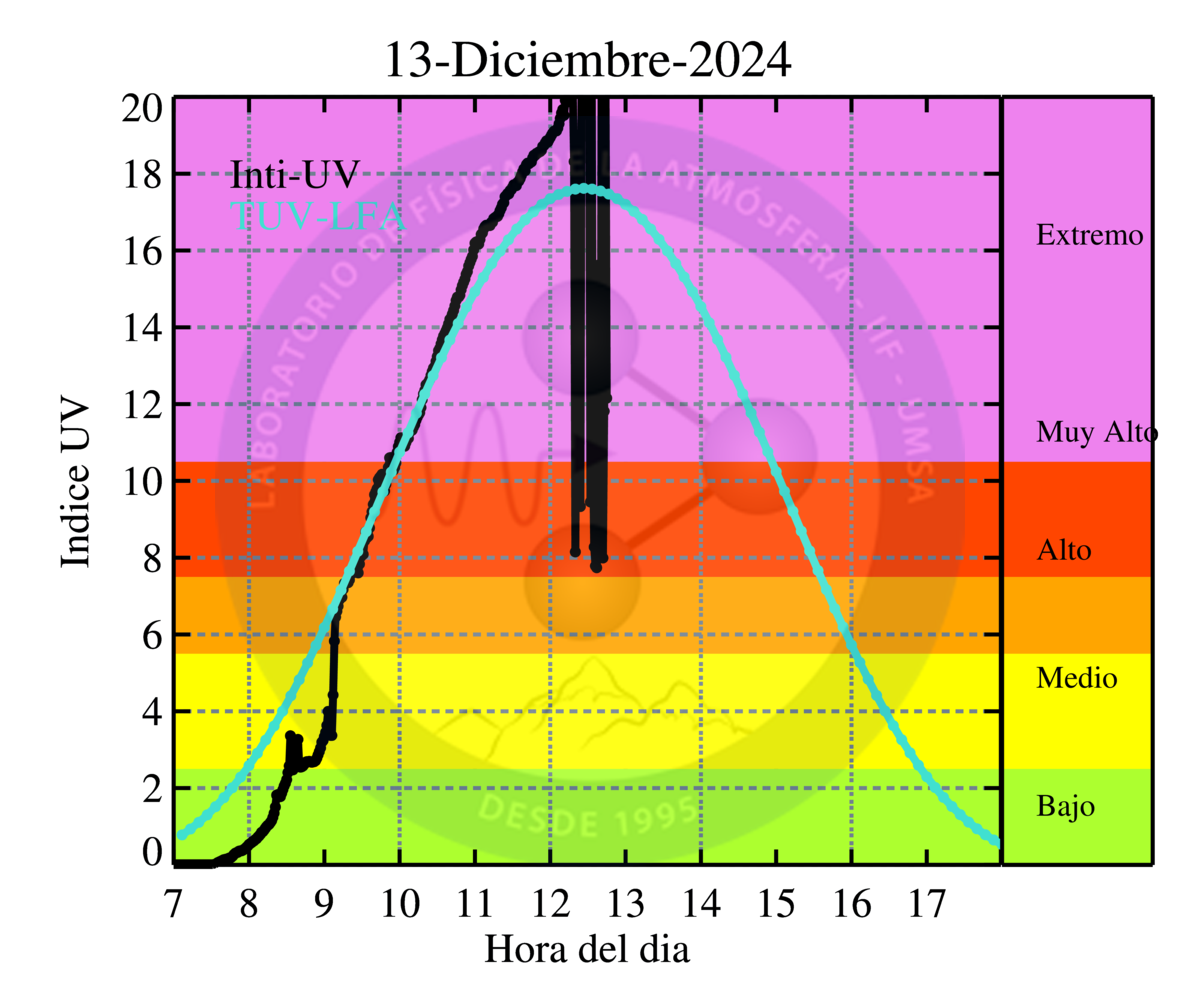 13-Diciembre-2024
Inti-UV
TUV-LFA
Indice UV
20
18
16
14
12
10
8
6
4
2
0
7 8 9 10 11 12 13 14 15 16 17
Hora del dia
Extremo
Muy Alto
Alto
Medio
Bajo
LABORATORIO DE FÍSICA DE LA ATMÓSFERA - IIF - UMSA
DESDE 1995